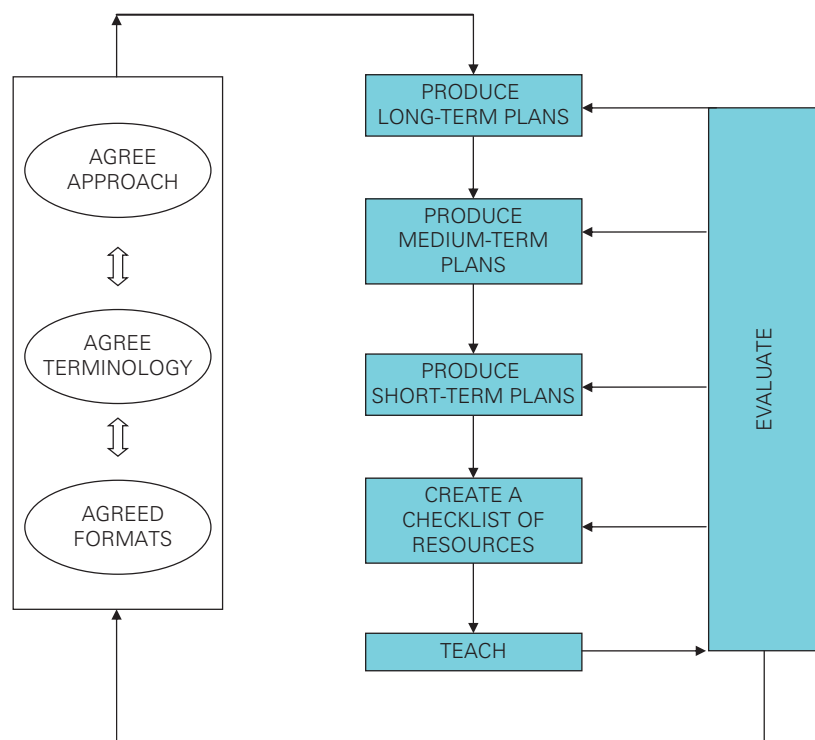 AGREE
APPROACH
AGREE
TERMINOLOGY
AGREED
FORMATS
PRODUCE
LONG-TERM PLANS
PRODUCE
MEDIUM-TERM
PLANS
PRODUCE
SHORT-TERM PLANS
CREATE A
CHECKLIST OF
RESOURCES
TEACH
EVALUATE